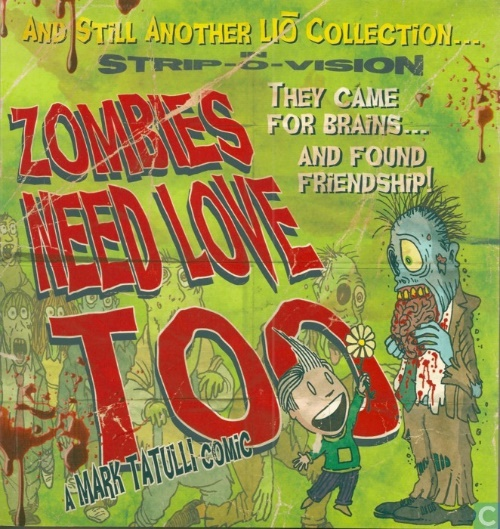 And Still Another LIŌ Collection...
IN
STRIP-Ō-VISION
ZOMBIES
NEED LOVE
TOO
THEY CAME
FOR BRAINS...
AND FOUND
FRIENDSHIP!
A MARK TATULLI COMIC
C